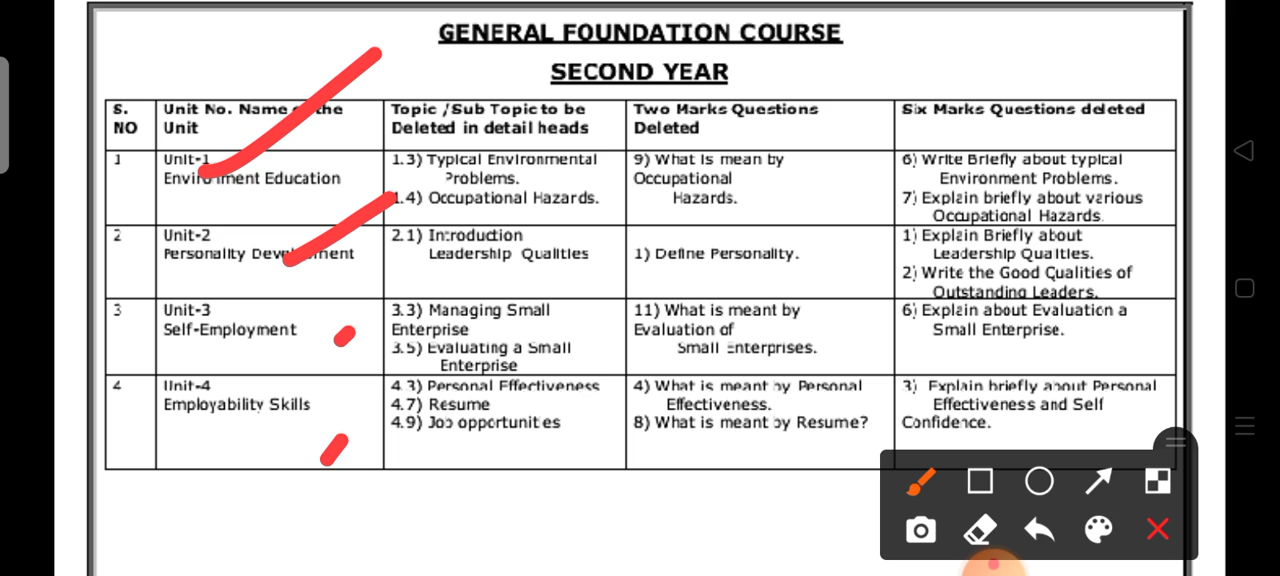 GENERAL FOUNDATION COURSE
SECOND YEAR
S. NO
Unit No. Name the Unit
Topic /Sub Topic to be Deleted in detail heads
Two Marks Questions Deleted
Six Marks Questions deleted
1
Unit-1
Education
1.3) Typical Environmental
Problems.
1.4) Occupational Hazards.
9) What is mean by
Occupational
Hazards.
6) Write Briefly about typical
Environment Problems.
7) Explain briefly about various
Occupational Hazards.
2
Unit-2
Personality
2.1) Introduction
Leadership Qualities
1) Define Personality.
1) Explain Briefly about
Leadership Qualities.
2) Write the Good Qualities of
Outstanding Leaders.
3
Unit-3
Self-Employment
3.3) Managing Small
Enterprise
3.5) Evaluating a Small
Enterprise
11) What is meant by
Evaluation of
Small Enterprises.
6) Explain about Evaluation a
Small Enterprise.
4
Unit-4
Employability Skills
4.3) Personal Effectiveness
4.7) Resume
4.9) Job opportunities
4) What is meant by Personal
Effectiveness.
8) What is meant by Resume?
3) Explain briefly about Personal
Effectiveness and Self
Confidence.